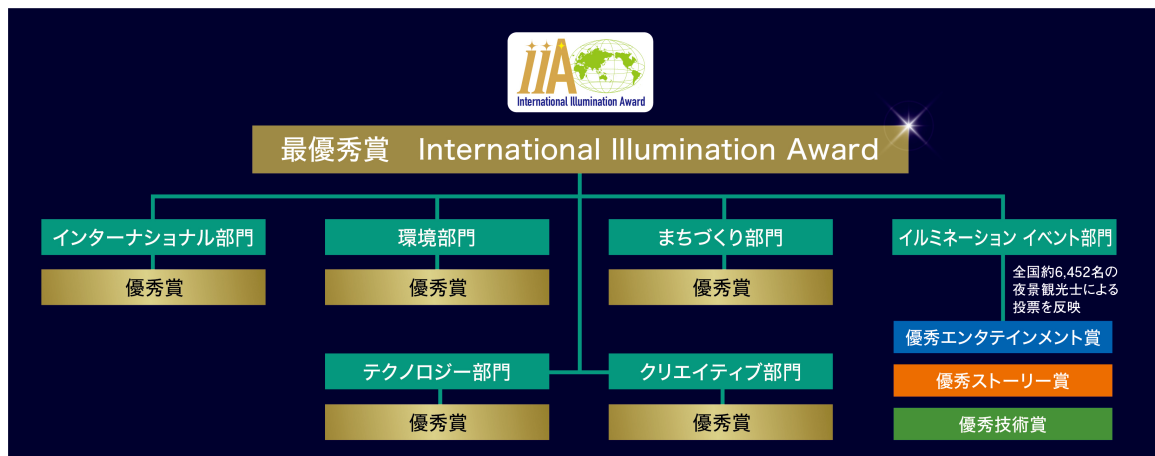 iiA
International Illumination Award
最優秀賞 International Illumination Award
インターナショナル部門
優秀賞
環境部門
優秀賞
まちづくり部門
優秀賞
イルミネーション イベント部門
全国約6,452名の
夜景観光士による
投票を反映
優秀エンタテインメント賞
優秀ストーリー賞
優秀技術賞
テクノロジー部門
優秀賞
クリエイティブ部門
優秀賞